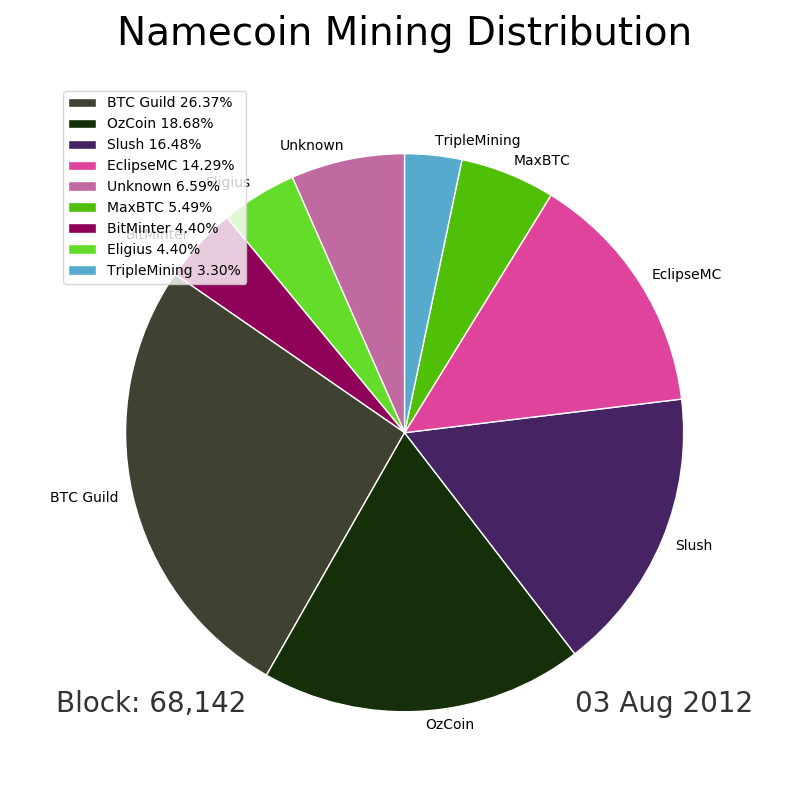 Namecoin Mining Distribution
BTC Guild 26.37%
OzCoin 18.68%
Slush 16.48%
EclipseMC 14.29%
Unknown 6.59%
MaxBTC 5.49%
BitMinter 4.40%
Eligius 4.40%
TripleMining 3.30%
TripleMining
Unknown
MaxBTC
Eligius
BitMinter
EclipseMC
BTC Guild
Slush
OzCoin
Block: 68,142
03 Aug 2012